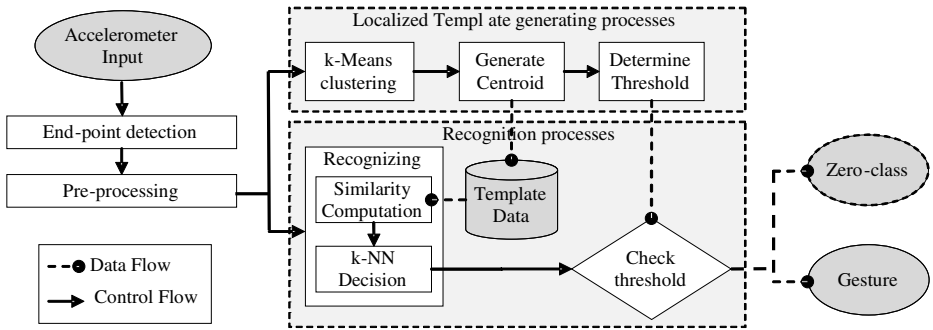 Accelerometer
Input
End-point detection
Pre-processing
Data Flow
Control Flow
Localized Templ ate generating processes
k-Means
clustering
Generate
Centroid
Determine
Threshold
Recognition processes
Recognizing
Similarity
Computation
k-NN
Decision
Template
Data
Check
threshold
Zero-class
Gesture